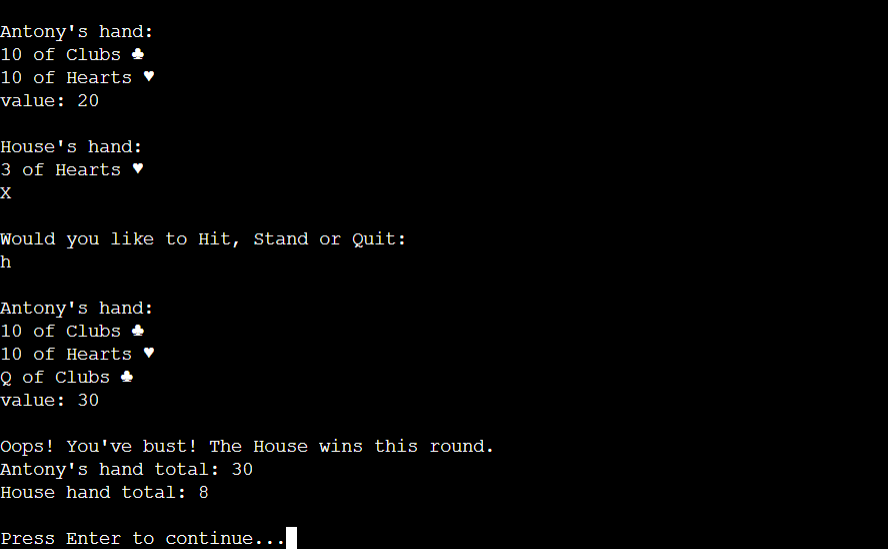 Antony's hand:
10 of Clubs ♣
10 of Hearts ♥
value: 20
House's hand:
3 of Hearts ♥
X
Would you like to Hit, Stand or Quit:
h
Antony's hand:
10 of Clubs ♣
10 of Hearts ♥
Q of Clubs ♣
value: 30
Oops! You've bust! The House wins this round.
Antony's hand total: 30
House hand total: 8
Press Enter to continue...